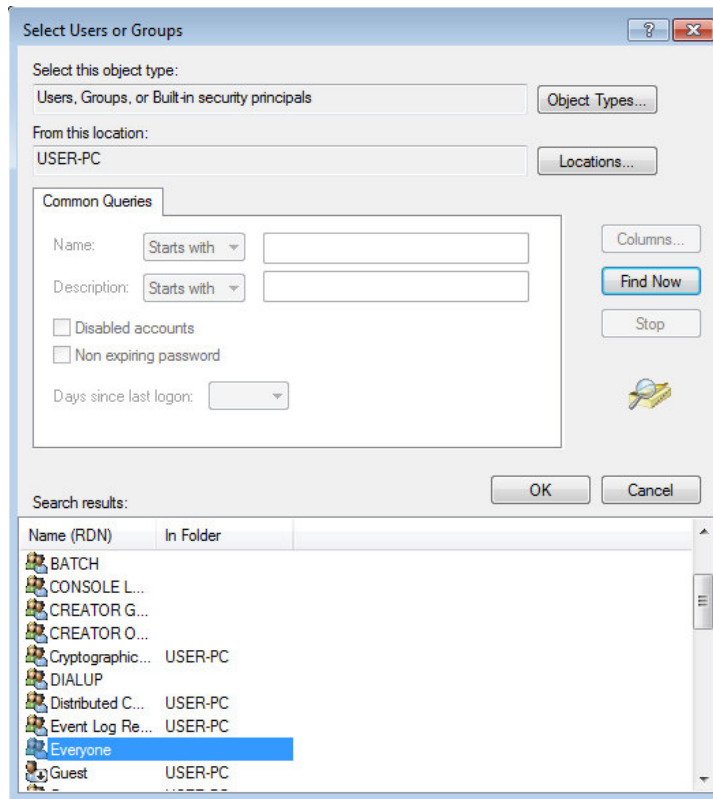 Select Users or Groups
Select this object type:
Users, Groups, or Built-in security principals
Object Types...
From this location:
USER-PC
Locations...
Common Queries
Name: Starts with
Columns...
Description: Starts with
Find Now
Disabled accounts
Stop
Non expiring password
Days since last logon:
OK Cancel
Search results:
Name (RDN) In Folder
BATCH
CONSOLE L...
CREATOR G...
CREATOR O...
Cryptographic... USER-PC
DIALUP
Distributed C... USER-PC
Event Log Re... USER-PC
Everyone
Guest USER-PC